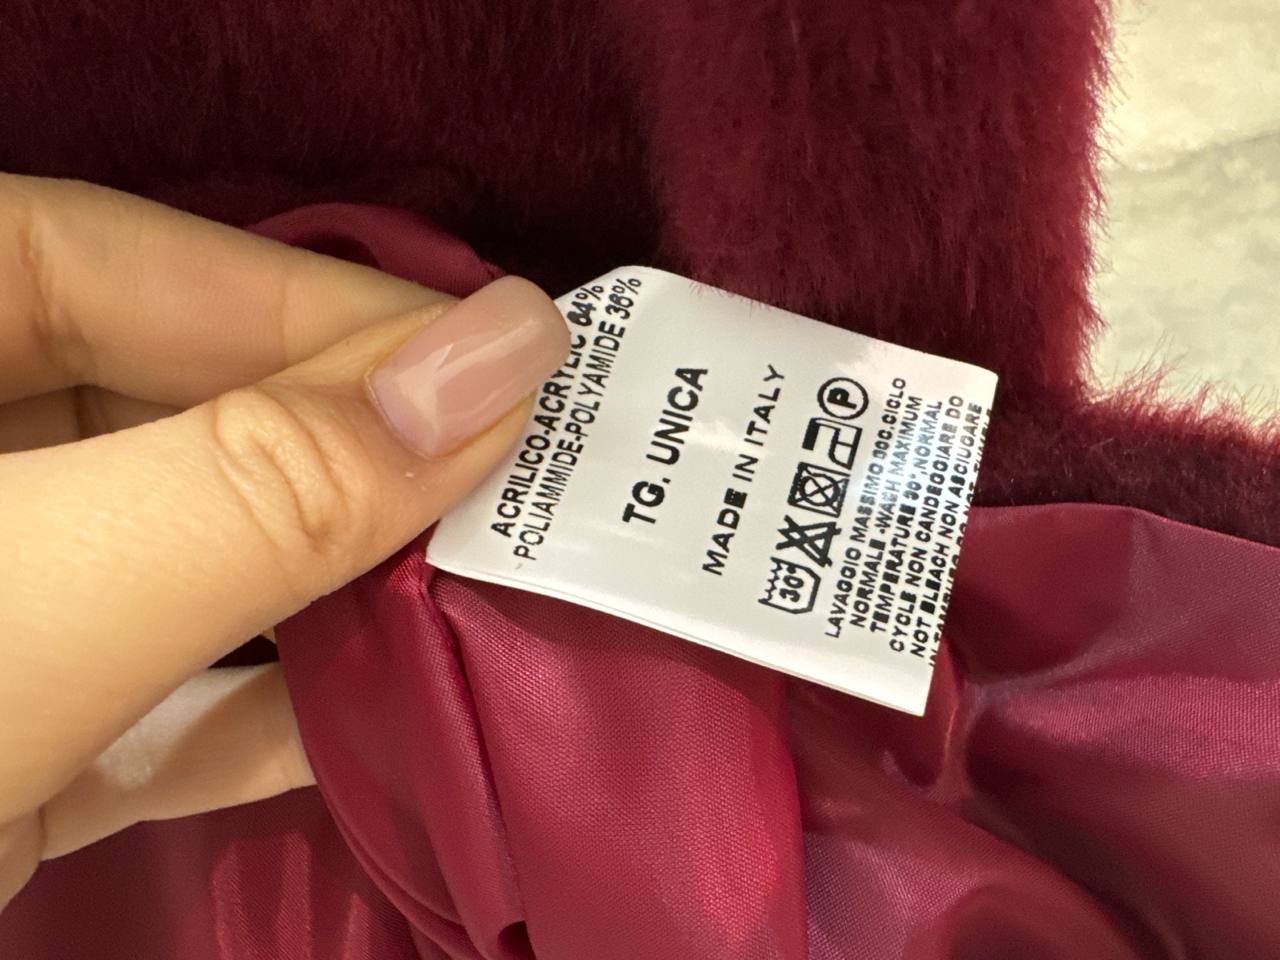 ACRILICO-ACRYLIC 64%
POLIAMMIDE-POLYAMIDE 36%
TG. UNICA
MADE IN ITALY
30° P
LAVAGGIO MASSIMO 30C.CICLO
NORMALE -WASH MAXIMUM
TEMPERATURE 30° NORMAL
CYCLE NON CANDEGGIARE DO
NOT BLEACH NON ASCIUGARE